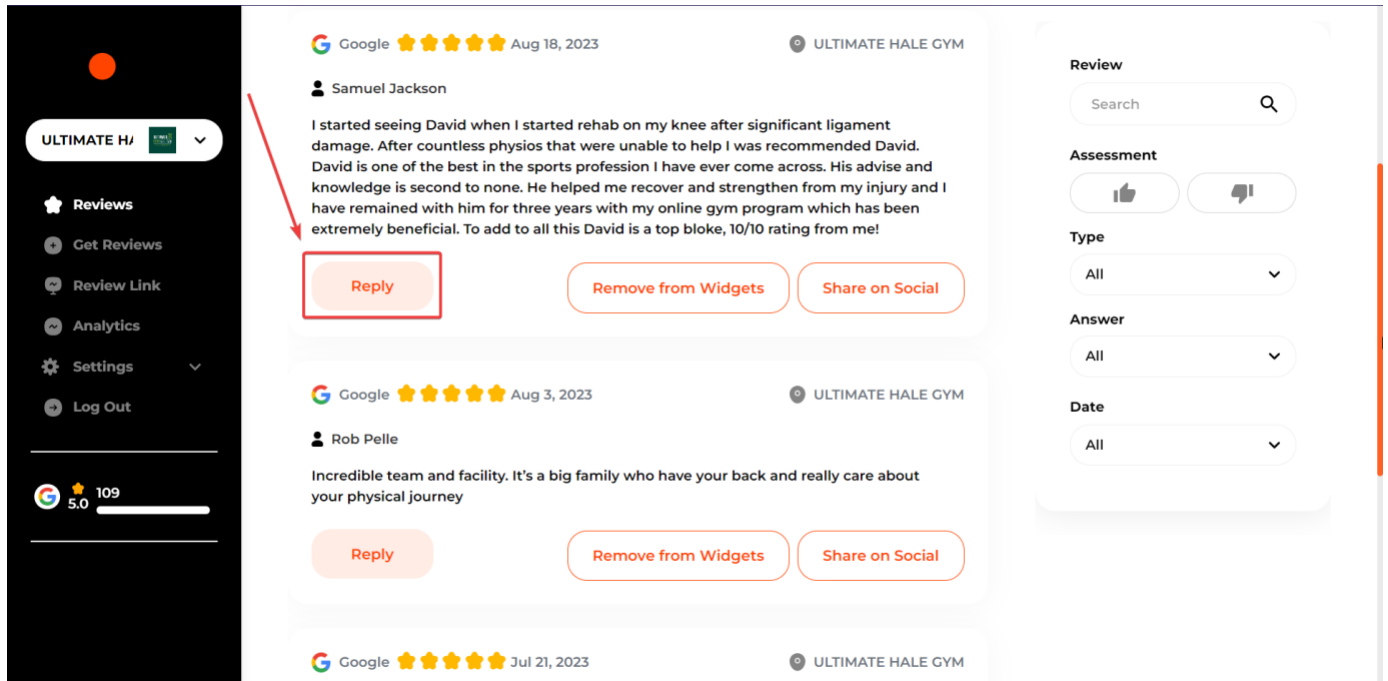 ULTIMATE H
Reviews
Get Reviews
Review Link
Analytics
Settings
Log Out
109
5.0
Google Aug 18, 2023 ULTIMATE HALE GYM
Samuel Jackson
I started seeing David when I started rehab on my knee after significant ligament
damage. After countless physios that were unable to help I was recommended David.
David is one of the best in the sports profession I have ever come across. His advise and
knowledge is second to none. He helped me recover and strengthen from my injury and I
have remained with him for three years with my online gym program which has been
extremely beneficial. To add to all this David is a top bloke, 10/10 rating from me!
Reply Remove from Widgets Share on Social
Google Aug 3, 2023 ULTIMATE HALE GYM
Rob Pelle
Incredible team and facility. It's a big family who have your back and really care about
your physical journey
Reply Remove from Widgets Share on Social
Google Jul 21, 2023 ULTIMATE HALE GYM
Review
Search
Assessment
Type
All
Answer
All
Date
All